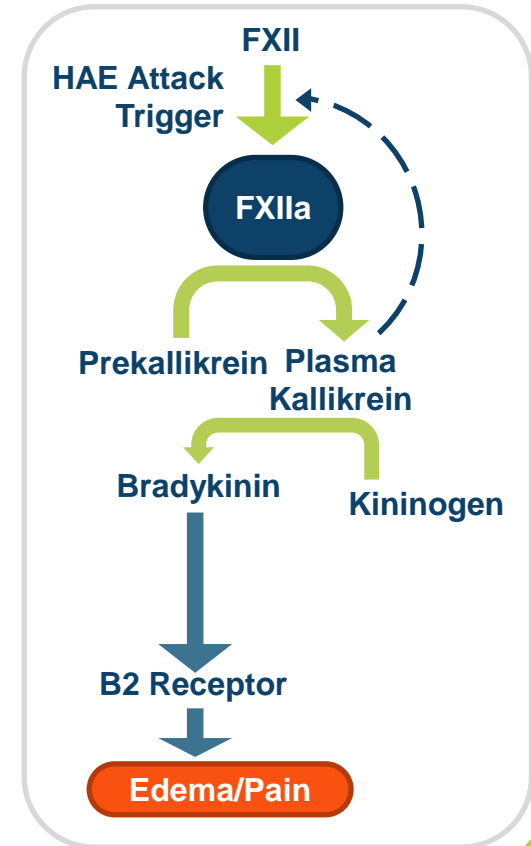 FXII
HAE Attack
Trigger
FXIIa
Prekallikrein
Plasma
Kallikrein
Bradykinin
Kininogen
B2 Receptor
Edema/Pain